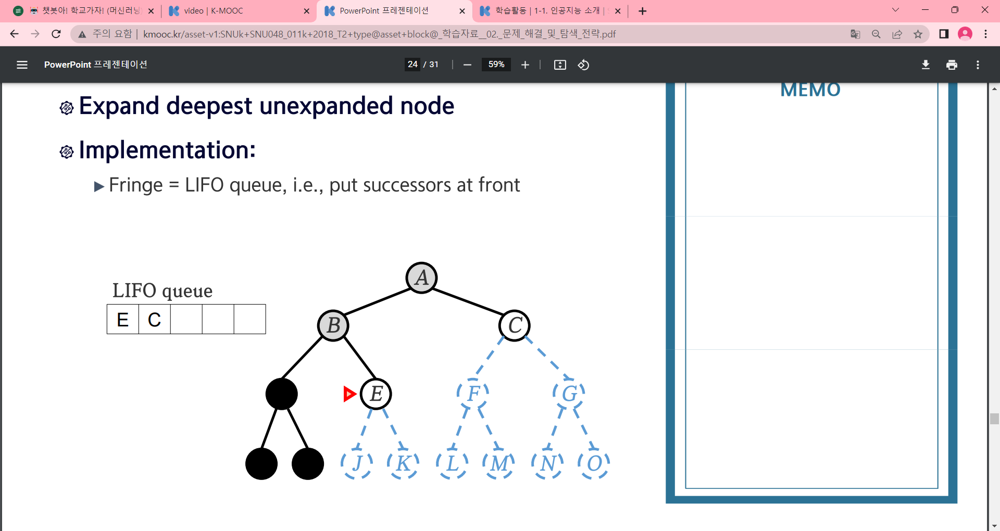 챗봇아! 학교가자! (머신러닝
video | K-MOOC
PowerPoint 프레젠테이션
학습활동 | 1-1. 인공지능 소개 |
주의 요함 | kmooc.kr/asset-v1:SNUk+SNU048_011k+2018_T2+type@asset+block@_학습자료__02._문제_해결_및_탐색_전략.pdf
PowerPoint 프레젠테이션
24 / 31
59%
MEMO
Expand deepest unexpanded node
Implementation:
Fringe = LIFO queue, i.e., put successors at front
LIFO queue
E C
A
B C
E F G
J K L M N O